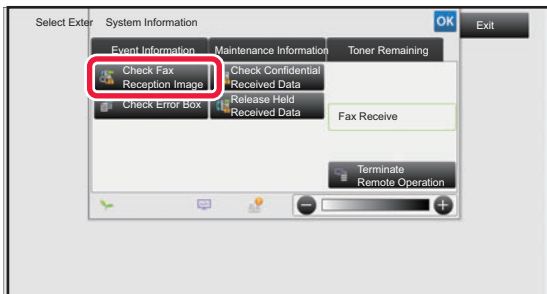 Select Exter
System Information
OK
Exit
Event Information
Maintenance Information
Toner Remaining
Check Fax
Reception Image
Check Confidential
Received Data
Check Error Box
Release Held
Received Data
Fax Receive
Terminate
Remote Operation